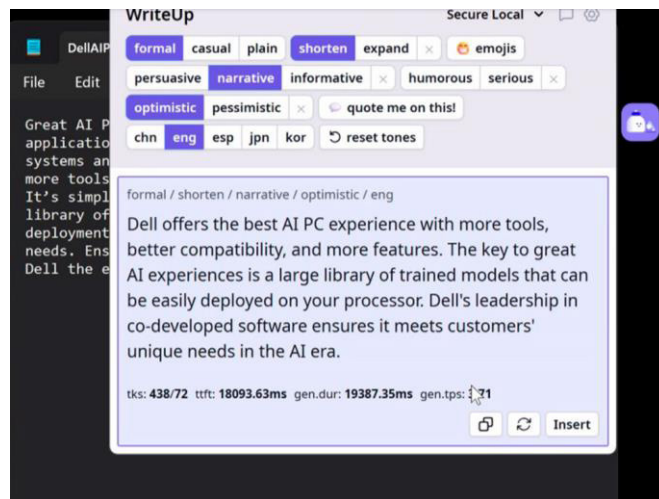 WriteUp Secure Local
DellAIP
File Edit
formal casual plain shorten expand × emojis
persuasive narrative informative × humorous serious ×
optimistic pessimistic × quote me on this!
chn eng esp jpn kor reset tones
Great AI P
applicatio
systems an
more tools
It's simpl
library of
deployment
needs. Ens
Dell the e
formal / shorten / narrative / optimistic / eng
Dell offers the best AI PC experience with more tools,
better compatibility, and more features. The key to great
AI experiences is a large library of trained models that can
be easily deployed on your processor. Dell's leadership in
co-developed software ensures it meets customers'
unique needs in the AI era.
tks: 438/72 ttft: 18093.63ms gen.dur: 19387.35ms gen.tps:
Insert